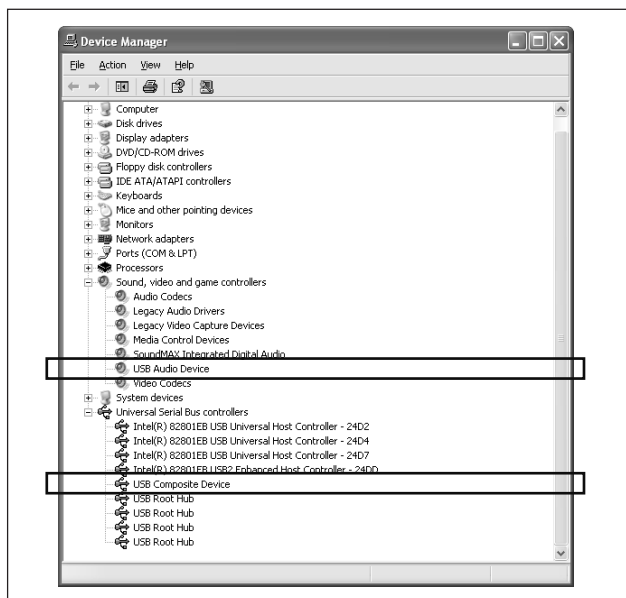 Device Manager
File Action View Help
Computer
Disk drives
Display adapters
DVD/CD-ROM drives
Floppy disk controllers
IDE ATA/ATAPI controllers
Keyboards
Mice and other pointing devices
Monitors
Network adapters
Ports (COM & LPT)
Processors
Sound, video and game controllers
Audio Codecs
Legacy Audio Drivers
Legacy Video Capture Devices
Media Control Devices
SoundMAX Integrated Digital Audio
USB Audio Device
Video Codecs
System devices
Universal Serial Bus controllers
Intel(R) 82801EB USB Universal Host Controller - 24D2
Intel(R) 82801EB USB Universal Host Controller - 24D4
Intel(R) 82801EB USB Universal Host Controller - 24D7
Intel(R) 82801EB USB2 Enhanced Host Controller - 24DD
USB Composite Device
USB Root Hub
USB Root Hub
USB Root Hub
USB Root Hub